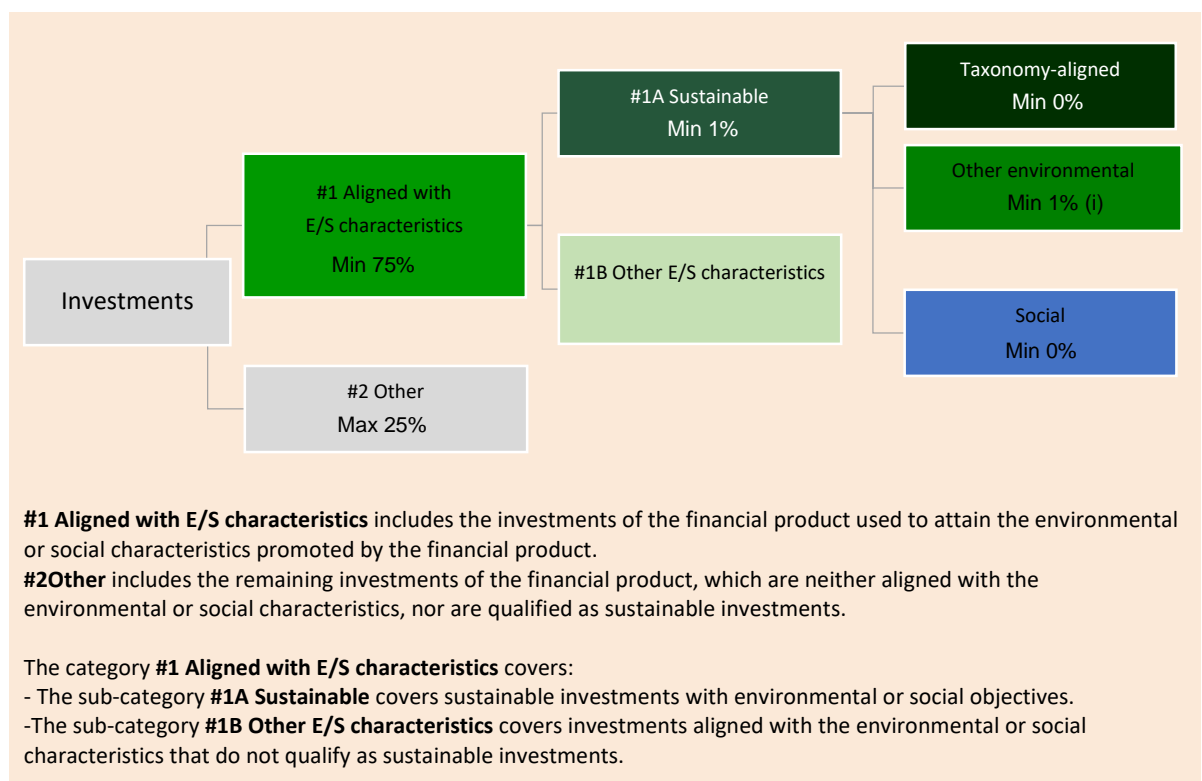 Investments
#1 Aligned with
E/S characteristics
Min 75%
#2 Other
Max 25%
#1A Sustainable
Min 1%
#1B Other E/S characteristics
Taxonomy-aligned
Min 0%
Other environmental
Min 1% (i)
Social
Min 0%
#1 Aligned with E/S characteristics includes the investments of the financial product used to attain the environmental
or social characteristics promoted by the financial product.
#2Other includes the remaining investments of the financial product, which are neither aligned with the
environmental or social characteristics, nor are qualified as sustainable investments.
The category #1 Aligned with E/S characteristics covers:
- The sub-category #1A Sustainable covers sustainable investments with environmental or social objectives.
-The sub-category #1B Other E/S characteristics covers investments aligned with the environmental or social
characteristics that do not qualify as sustainable investments.